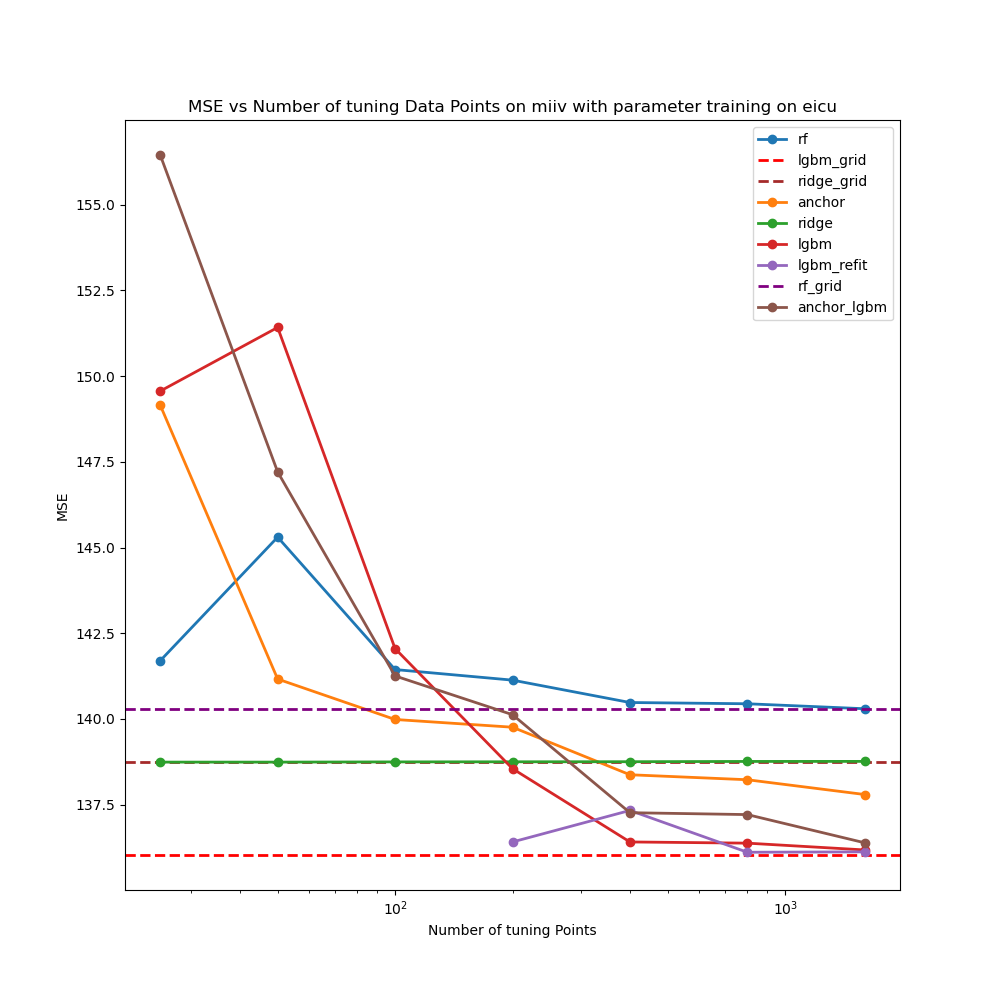 MSE vs Number of tuning Data Points on miiv with parameter training on eicu
rf
lgbm_grid
ridge_grid
anchor
ridge
lgbm
lgbm_refit
rf_grid
anchor_lgbm
155.0
152.5
150.0
147.5
145.0
142.5
140.0
137.5
MSE
10²
10³
Number of tuning Points